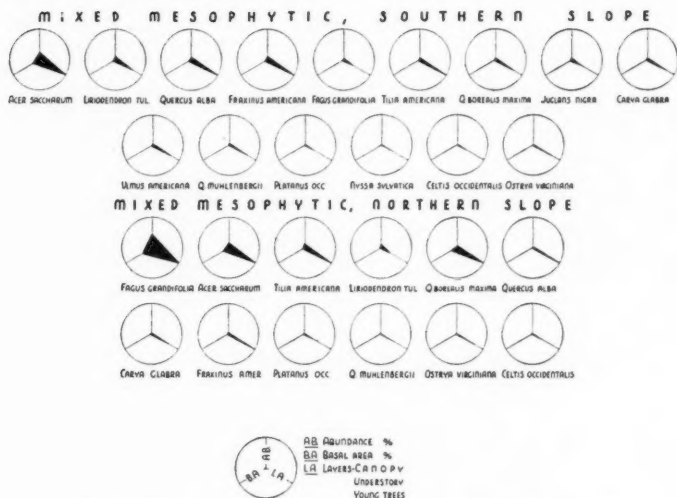 MIXED MESOPHYTIC, SOUTHERN SLOPE
ACER SACCHARUM LIRIODENDRON TUL. QUERCUS ALBA FRAXINUS AMERICANA FAGUS GRANDIFOLIA TILIA AMERICANA Q. BOREALIS MAXIMA JUGLANS NIGRA CARYA GLABRA
ULMUS AMERICANA Q. MUHLENBERGII PLATANUS OCC. NYSSA SYLVATICA CELTIS OCCIDENTALIS OSTRYA VIRGINIANA
MIXED MESOPHYTIC, NORTHERN SLOPE
FAGUS GRANDIFOLIA ACER SACCHARUM TILIA AMERICANA LIRIODENDRON TUL. Q. BOREALIS MAXIMA QUERCUS ALBA
CARYA GLABRA FRAXINUS AMER. PLATANUS OCC. Q. MUHLENBERGII OSTRYA VIRGINIANA CELTIS OCCIDENTALIS
AB
BA LA
AB ABUNDANCE %
BA BASAL AREA %
LA LAYERS-CANOPY
UNDERSTORY
YOUNG TREES